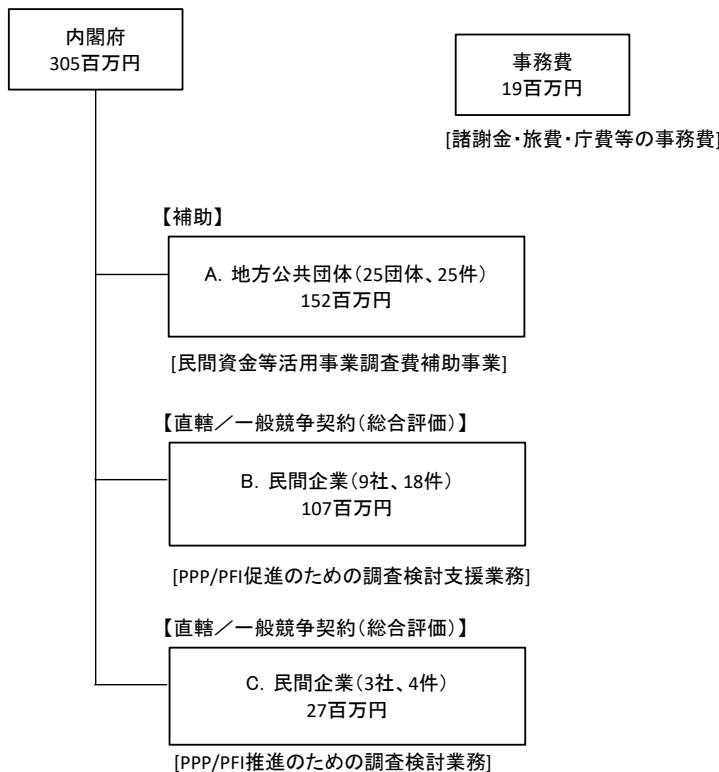 内閣府
305百万円
事務費
19百万円
[諸謝金・旅費・庁費等の事務費]
【補助】
A. 地方公共団体(25団体、25件)
152百万円
[民間資金等活用事業調査費補助事業]
【直轄／一般競争契約(総合評価)】
B. 民間企業(9社、18件)
107百万円
[PPP/PFI促進のための調査検討支援業務]
【直轄／一般競争契約(総合評価)】
C. 民間企業(3社、4件)
27百万円
[PPP/PFI推進のための調査検討業務]